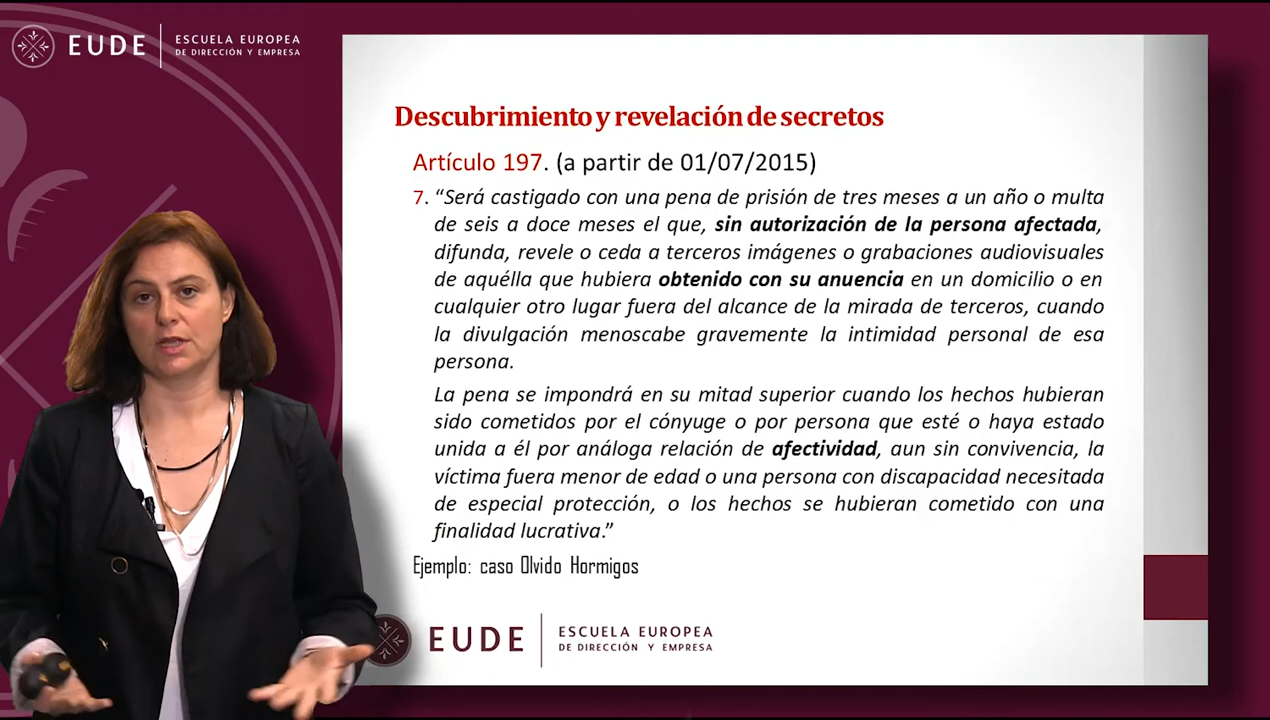 EUDE
ESCUELA EUROPEA
DE DIRECCIÓN Y EMPRESA
Descubrimiento y revelación de secretos
Artículo 197. (a partir de 01/07/2015)
7. “Será castigado con una pena de prisión de tres meses a un año o multa
de seis a doce meses el que, sin autorización de la persona afectada,
difunda, revele o ceda a terceros imágenes o grabaciones audiovisuales
de aquélla que hubiera obtenido con su anuencia en un domicilio o en
cualquier otro lugar fuera del alcance de la mirada de terceros, cuando
la divulgación menoscabe gravemente la intimidad personal de esa
persona.
La pena se impondrá en su mitad superior cuando los hechos hubieran
sido cometidos por el cónyuge o por persona que esté o haya estado
unida a él por análoga relación de afectividad, aun sin convivencia, la
víctima fuera menor de edad o una persona con discapacidad necesitada
de especial protección, o los hechos se hubieran cometido con una
finalidad lucrativa.”
Ejemplo: caso Olvido Hormigos
EUDE
ESCUELA EUROPEA
DE DIRECCIÓN Y EMPRESA